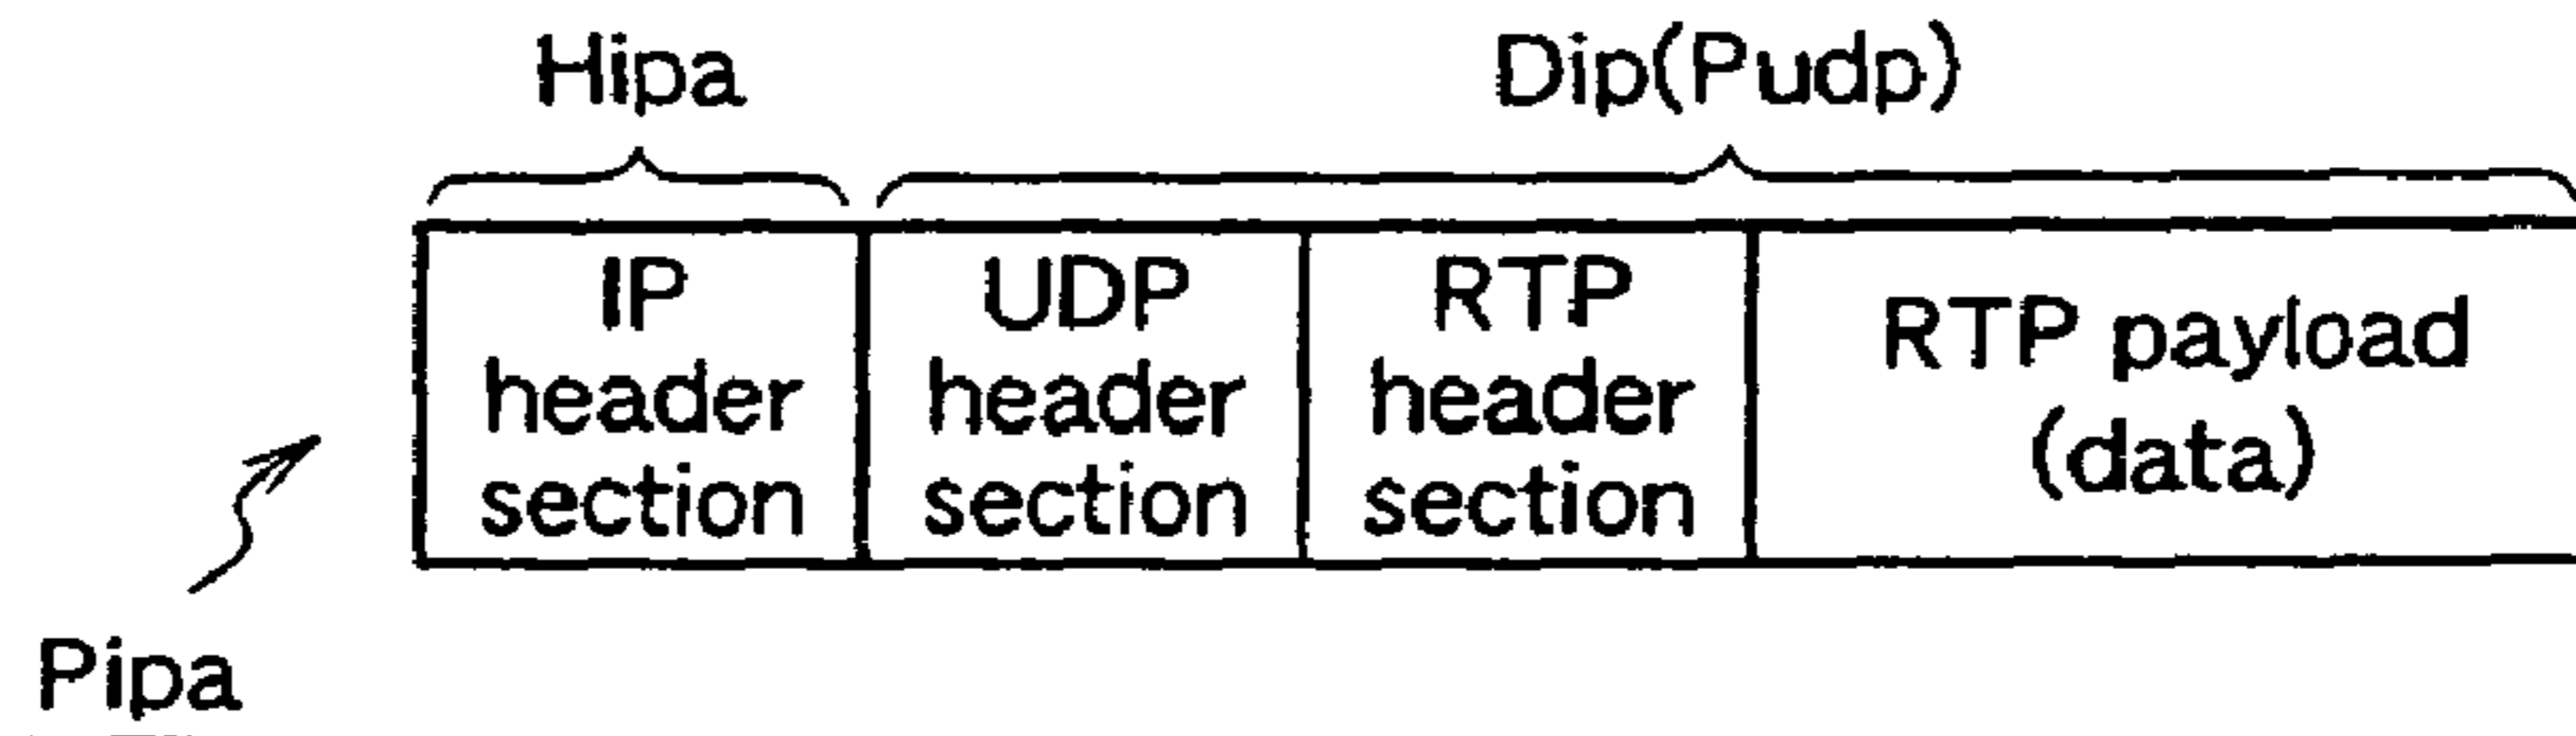 Hipa
Dip(Pudp)
IP
header
section
UDP
header
section
RTP
header
section
RTP payload
(data)
Pipa